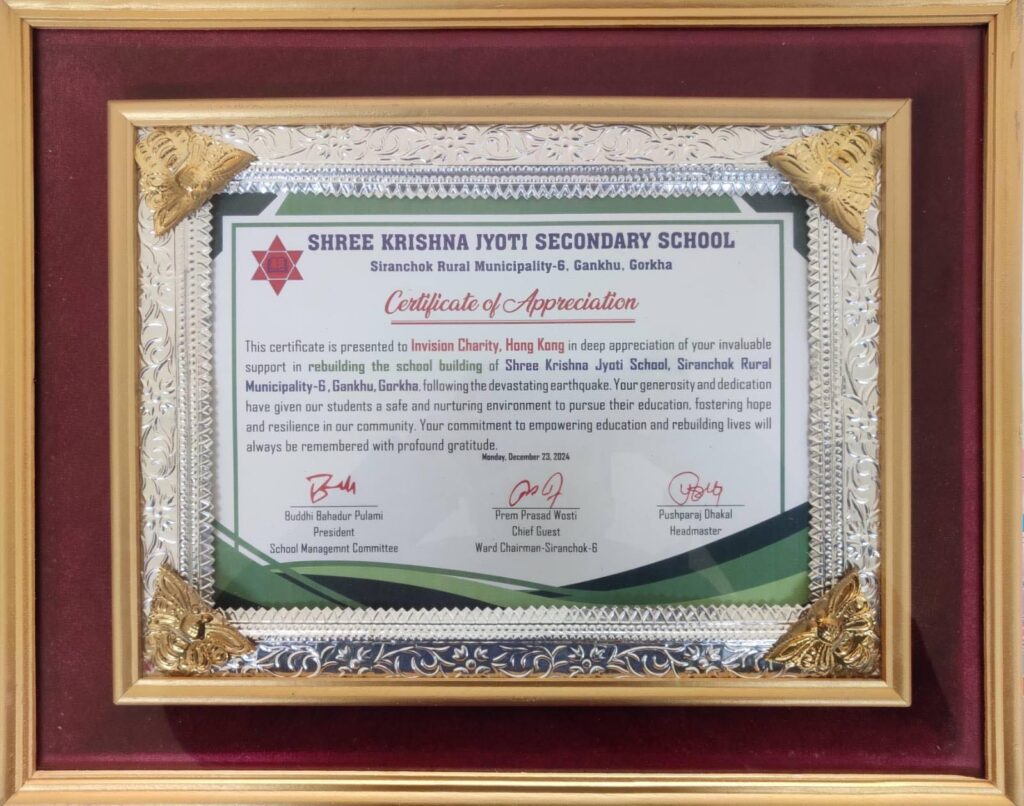 SHREE KRISHNA JYOTI SECONDARY SCHOOL
Siranchok Rural Municipality-6, Gankhu, Gorkha
Certificate of Appreciation
This certificate is presented to Invision Charity, Hong Kong in deep appreciation of your invaluable
support in rebuilding the school building of Shree Krishna Jyoti School, Siranchok Rural
Municipality-6 , Gankhu, Gorkha, following the devastating earthquake. Your generosity and dedication
have given our students a safe and nurturing environment to pursue their education, fostering hope
and resilience in our community. Your commitment to empowering education and rebuilding lives will
always be remembered with profound gratitude.
Monday, December 23, 2024
Buddhi Bahadur Pulami
President
School Managemnt Committee
Prem Prasad Wosti
Chief Guest
Ward Chairman-Siranchok-6
Pushparaj Dhakal
Headmaster